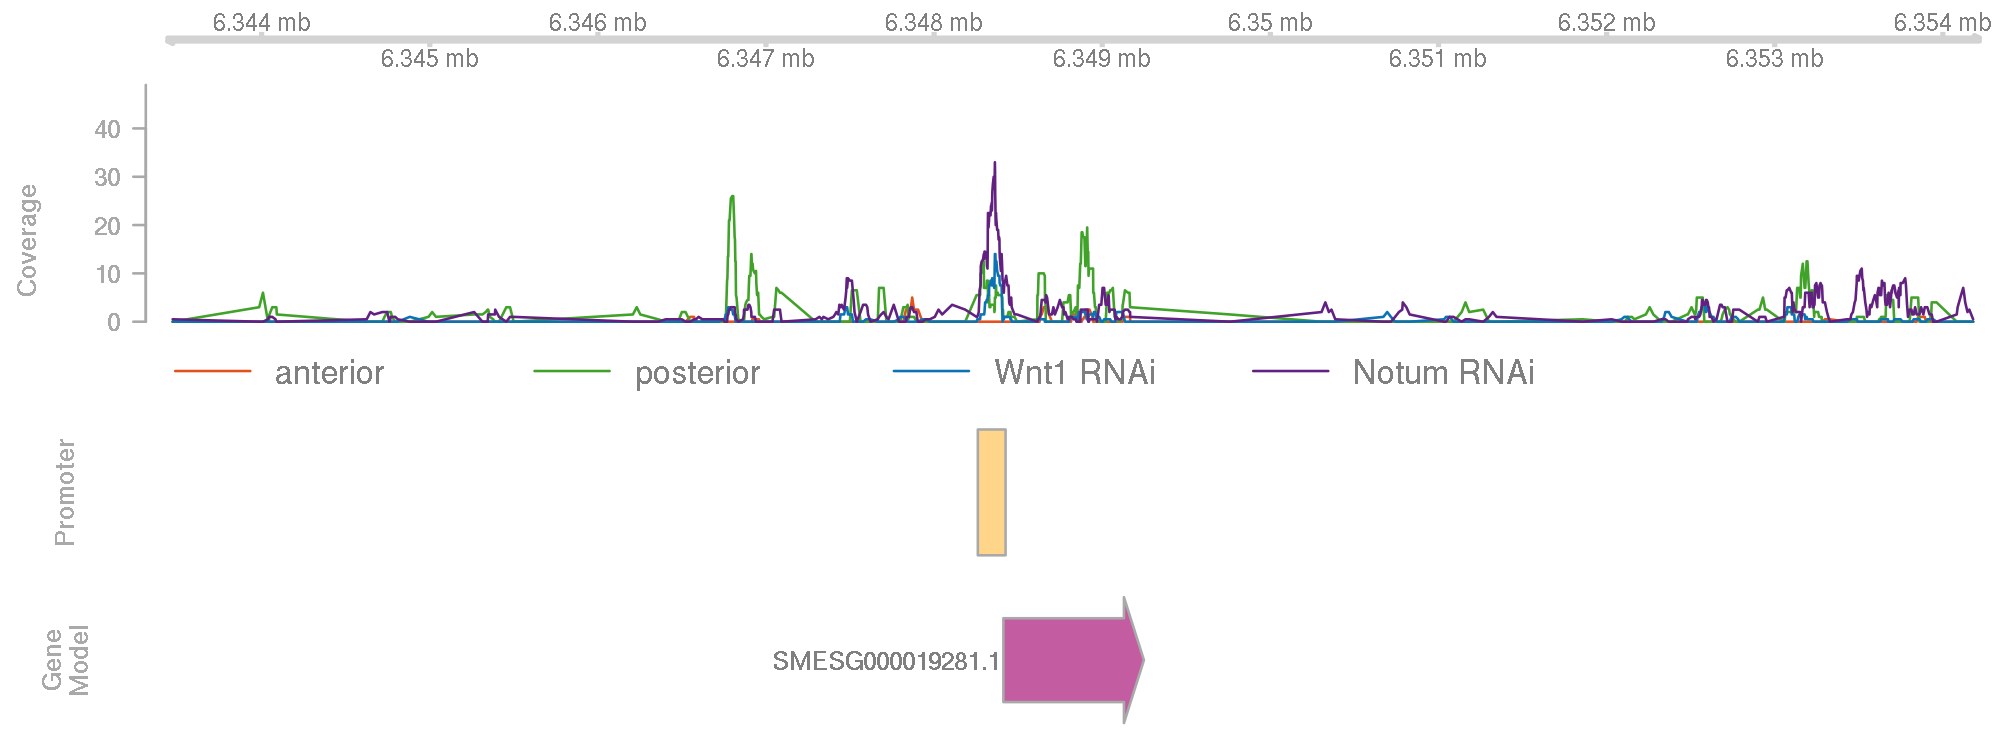 6.344 mb 6.346 mb 6.348 mb 6.35 mb 6.352 mb 6.354 mb
6.345 mb 6.347 mb 6.349 mb 6.351 mb 6.353 mb
Coverage
40
30
20
10
0
anterior posterior Wnt1 RNAi Notum RNAi
Promoter
Gene
Model
SMESG000019281.1